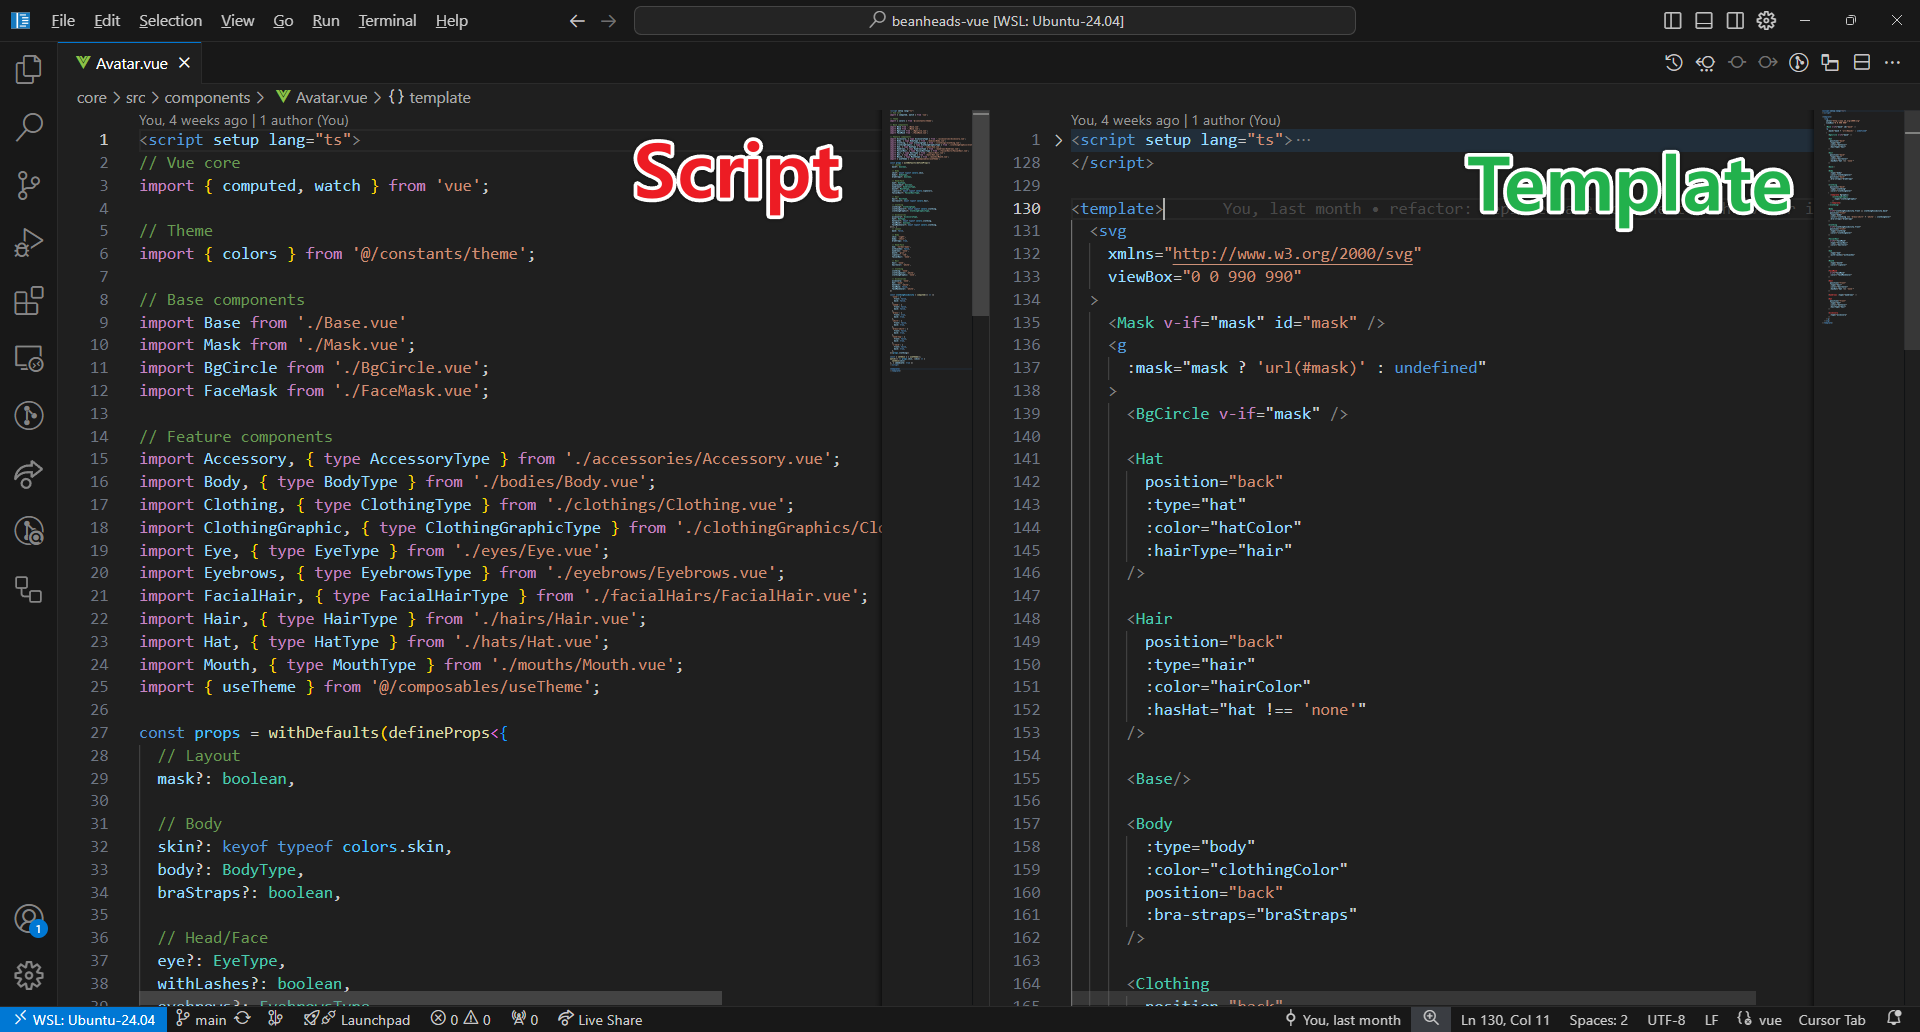 File Edit Selection View Go Run Terminal Help
beanheads-vue [WSL: Ubuntu-24.04]
Avatar.vue
core > src > components > Avatar.vue > {} template
You, 4 weeks ago | 1 author (You)
1 <script setup lang="ts">
2 // Vue core
3 import { computed, watch } from 'vue';
4
5 // Theme
6 import { colors } from '@/constants/theme';
7
8 // Base components
9 import Base from './Base.vue'
10 import Mask from './Mask.vue';
11 import BgCircle from './BgCircle.vue';
12 import FaceMask from './FaceMask.vue';
13
14 // Feature components
15 import Accessory, { type AccessoryType } from './accessories/Accessory.vue';
16 import Body, { type BodyType } from './bodies/Body.vue';
17 import Clothing, { type ClothingType } from './clothings/Clothing.vue';
18 import ClothingGraphic, { type ClothingGraphicType } from './clothingGraphics/Clo
19 import Eye, { type EyeType } from './eyes/Eye.vue';
20 import Eyebrows, { type EyebrowsType } from './eyebrows/Eyebrows.vue';
21 import FacialHair, { type FacialHairType } from './facialHairs/FacialHair.vue';
22 import Hair, { type HairType } from './hairs/Hair.vue';
23 import Hat, { type HatType } from './hats/Hat.vue';
24 import Mouth, { type MouthType } from './mouths/Mouth.vue';
25 import { useTheme } from '@/composables/useTheme';
26
27 const props = withDefaults(defineProps<{
28 // Layout
29 mask?: boolean,
30
31 // Body
32 skin?: keyof typeof colors.skin,
33 body?: BodyType,
34 braStraps?: boolean,
35
36 // Head/Face
37 eye?: EyeType,
38 withLashes?: boolean,
39 eyebrows?: EyebrowsType
Script
You, 4 weeks ago | 1 author (You)
1 > <script setup lang="ts">···
128 </script>
129
130 <template> You, last month • refactor:
131 <svg
132 xmlns="http://www.w3.org/2000/svg"
133 viewBox="0 0 990 990"
134 >
135 <Mask v-if="mask" id="mask" />
136 <g
137 :mask="mask ? 'url(#mask)' : undefined"
138 >
139 <BgCircle v-if="mask" />
140
141 <Hat
142 position="back"
143 :type="hat"
144 :color="hatColor"
145 :hairType="hair"
146 />
147
148 <Hair
149 position="back"
150 :type="hair"
151 :color="hairColor"
152 :hasHat="hat !== 'none'"
153 />
154
155 <Base/>
156
157 <Body
158 :type="body"
159 :color="clothingColor"
160 position="back"
161 :bra-straps="braStraps"
162 />
163
164 <Clothing
165 position="back"
Template
1
WSL: Ubuntu-24.04 main Launchpad 0 0 0 Live Share You, last month Ln 130, Col 11 Spaces: 2 UTF-8 LF {} vue Cursor Tab